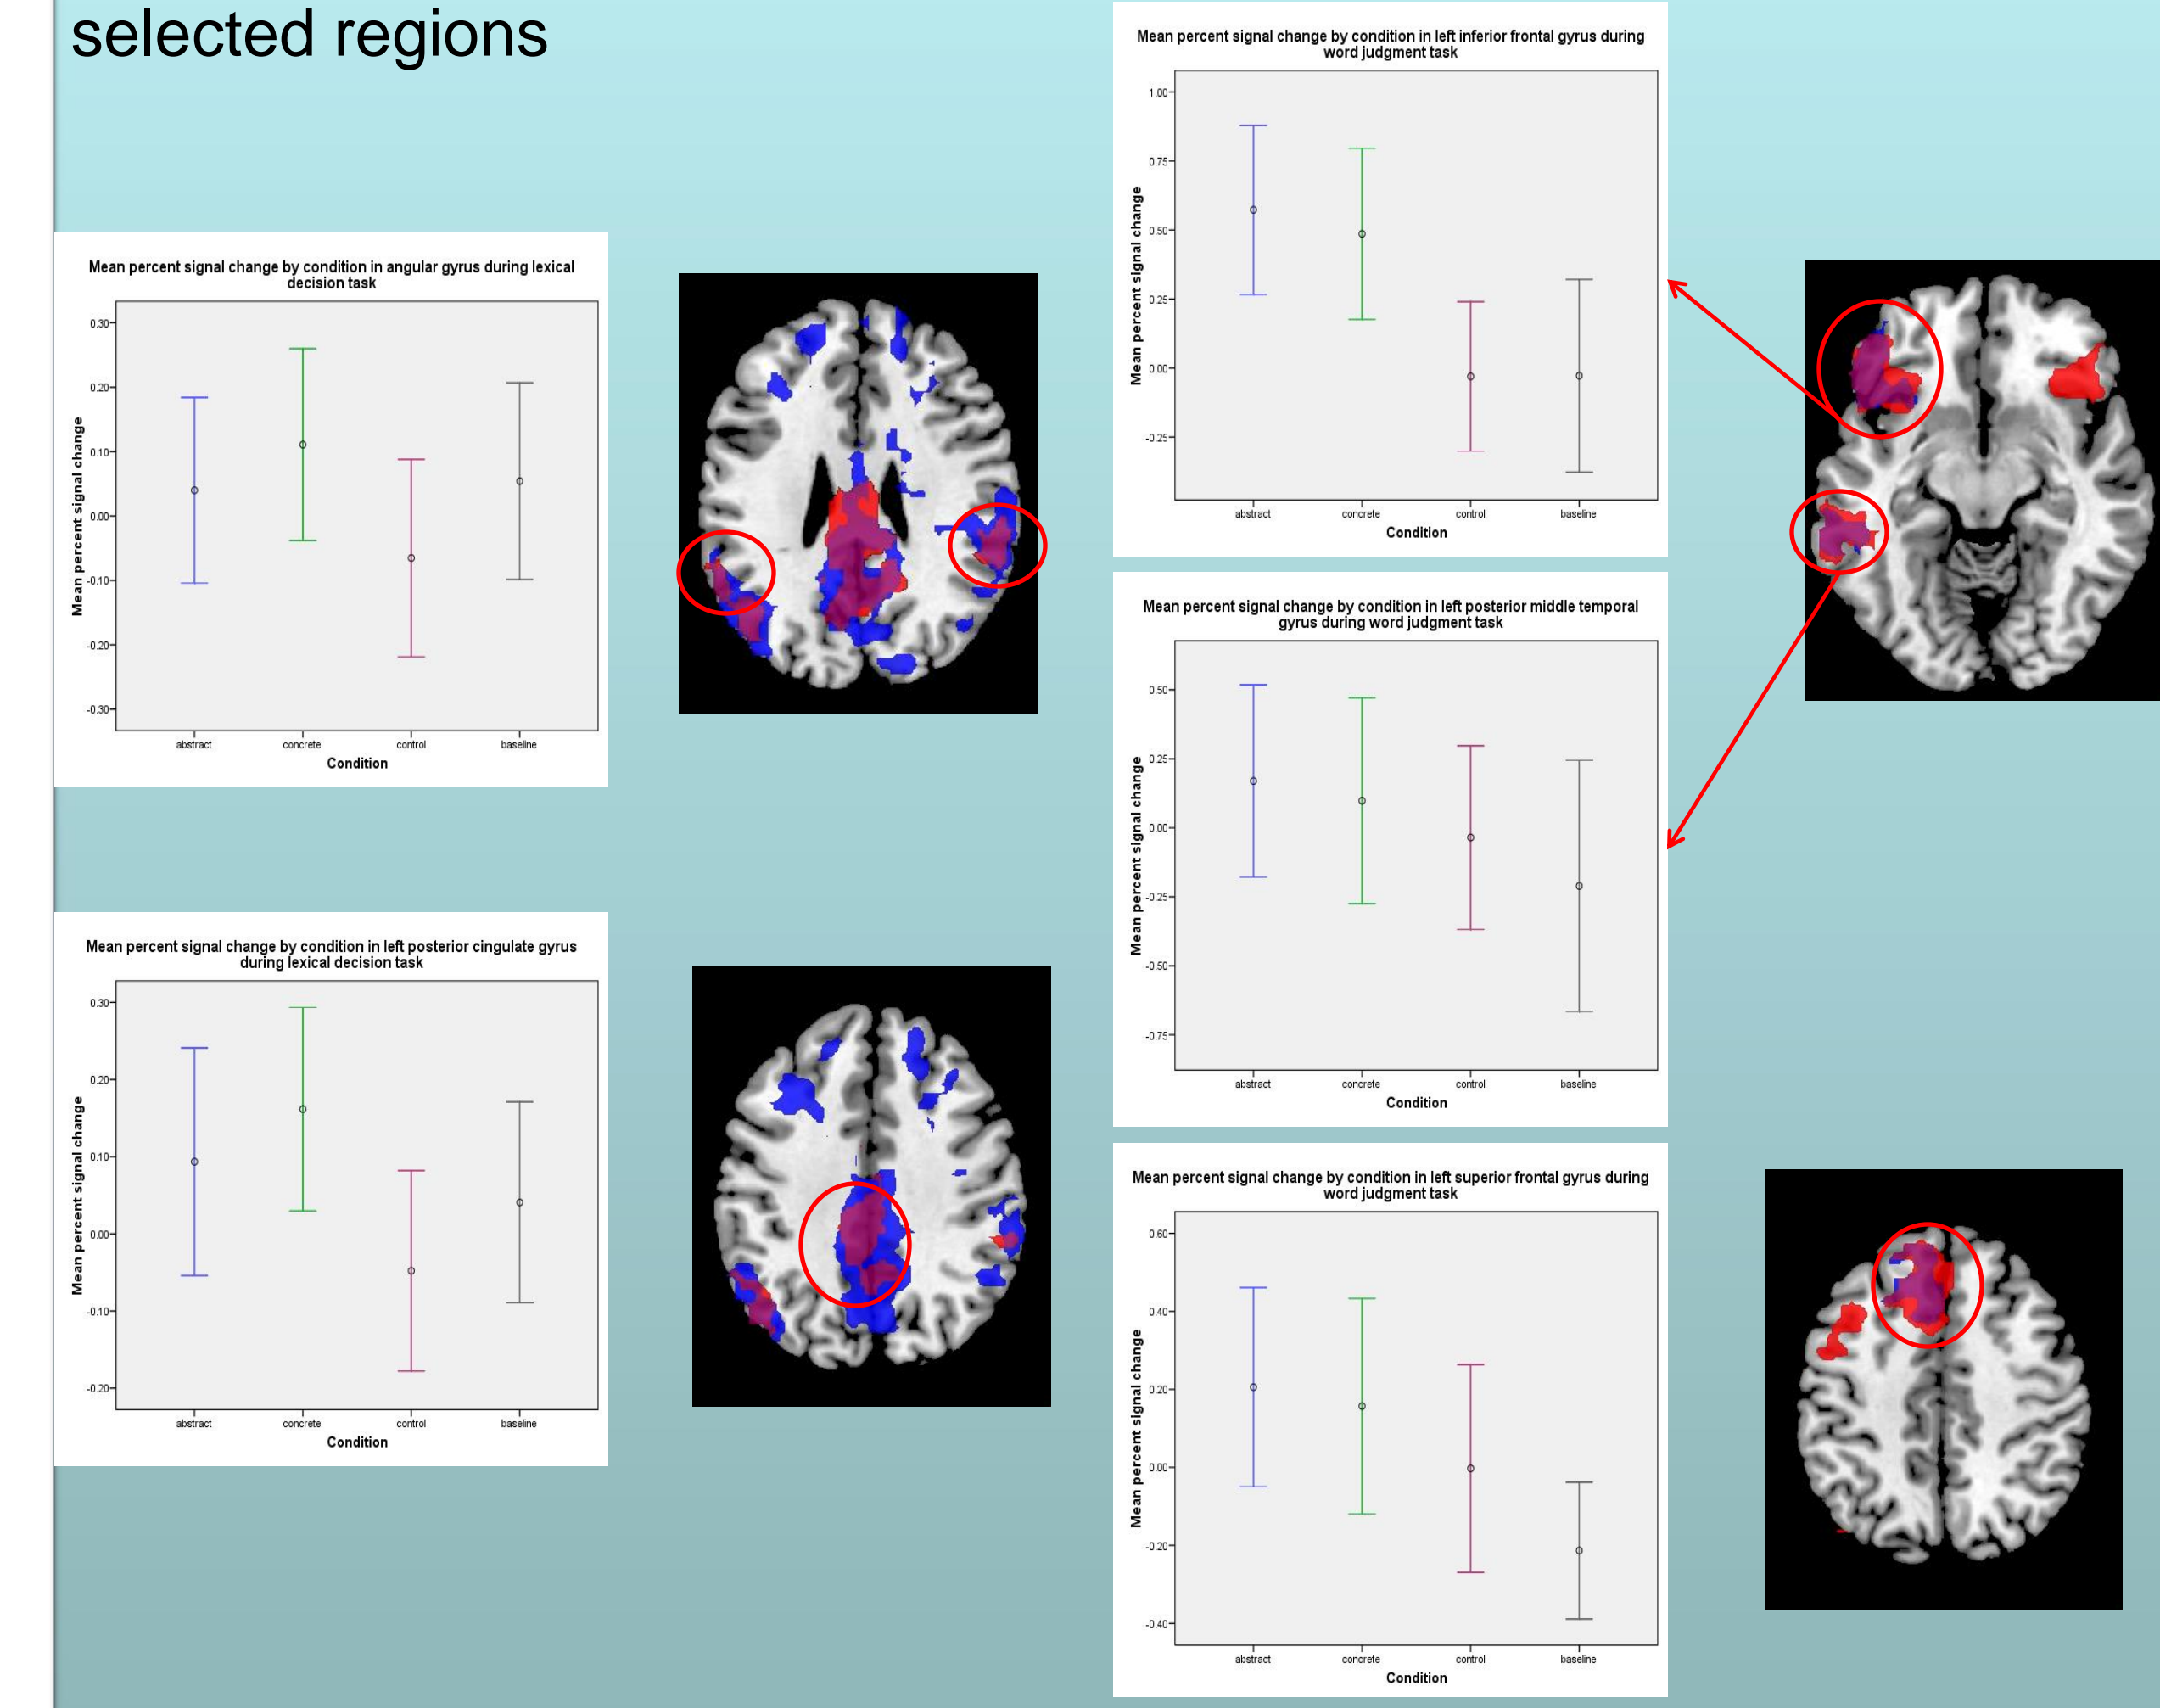 selected regions
Mean percent signal change by condition in angular gyrus during lexical
decision task
Mean percent signal change
0.30
0.20
0.10
0.00
-0.10
-0.20
-0.30
abstract concrete control baseline
Condition
Mean percent signal change by condition in left posterior cingulate gyrus
during lexical decision task
Mean percent signal change
0.30
0.20
0.10
0.00
-0.10
-0.20
abstract concrete control baseline
Condition
Mean percent signal change by condition in left inferior frontal gyrus during
word judgment task
Mean percent signal change
1.00
0.75
0.50
0.25
0.00
-0.25
abstract concrete control baseline
Condition
Mean percent signal change by condition in left posterior middle temporal
gyrus during word judgment task
Mean percent signal change
0.50
0.25
0.00
-0.25
-0.50
-0.75
abstract concrete control baseline
Condition
Mean percent signal change by condition in left superior frontal gyrus during
word judgment task
Mean percent signal change
0.60
0.40
0.20
0.00
-0.20
-0.40
abstract concrete control baseline
Condition